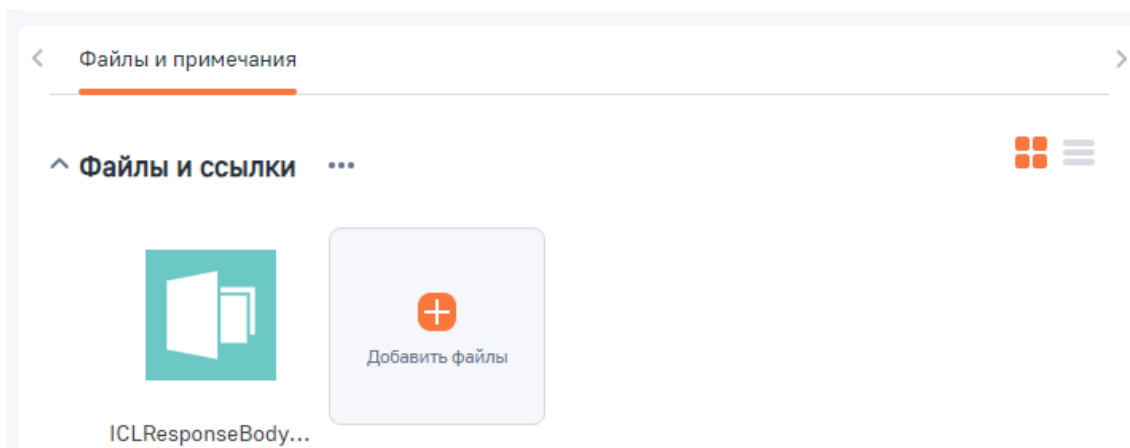 Файлы и примечания
Файлы и ссылки
Добавить файлы
ICLResponseBody...